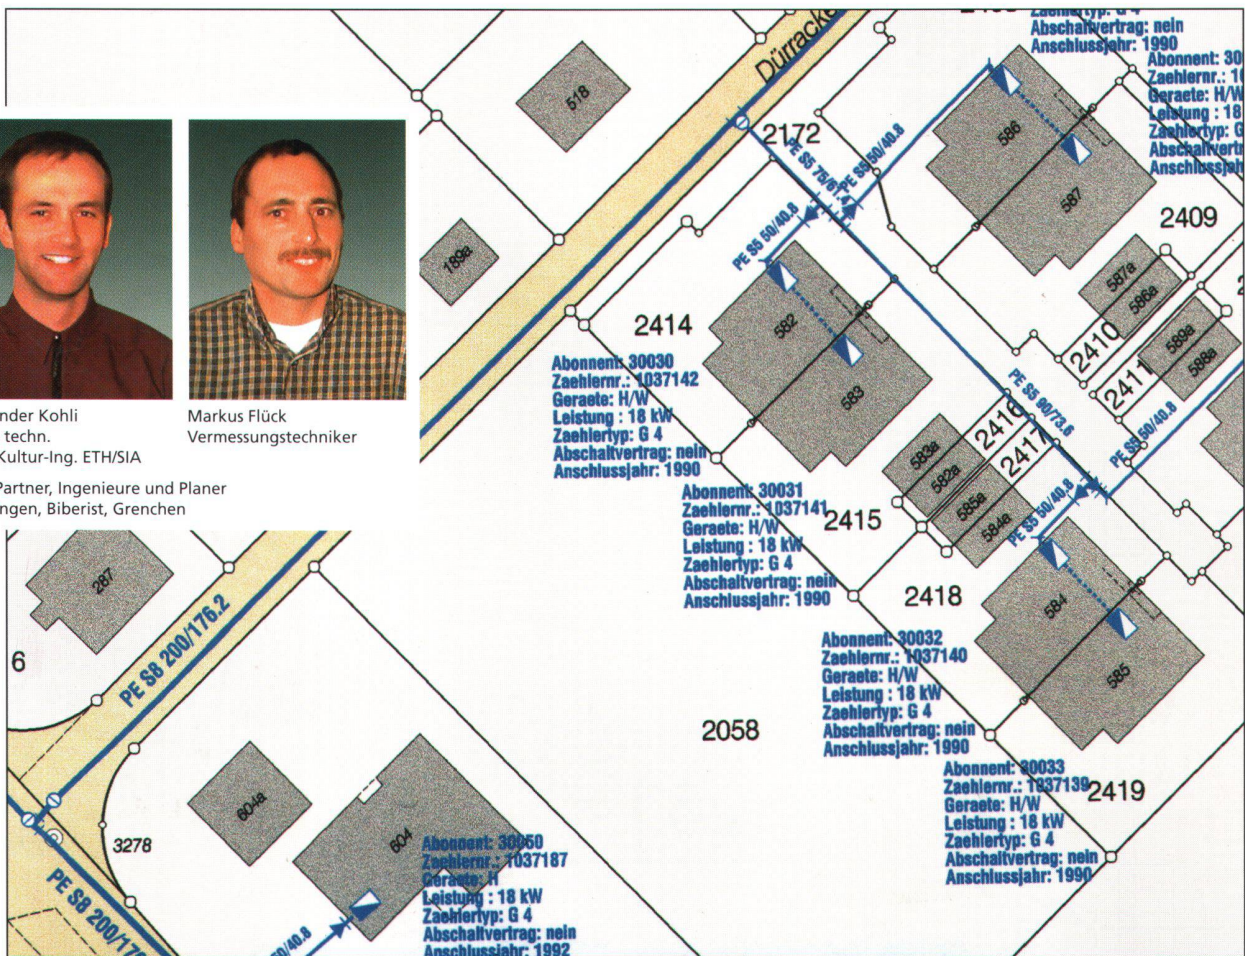 Zaehlertyp: G 4
Abschaltvertrag: nein
Anschlussjahr: 1990
Abonnent: 30
Zaehlernr.: 10
Geraete: H/W
Leistung : 18
Zaehlertyp: G
Abschaltvertr
Anschlussjah
Dürracke
518
2172
586
587
2409
PE S5 75/61.4
PE S5 50/40.8
PE S5 50/40.8
189a
587a
586a
2410
589a
588a
2411
2414
582
583
nder Kohli
techn.
Kultur-Ing. ETH/SIA
Markus Flück
Vermessungstechniker
Partner, Ingenieure und Planer
ngen, Biberist, Grenchen
Abonnent: 30030
Zaehlernr.: 1037142
Geraete: H/W
Leistung : 18 kW
Zaehlertyp: G 4
Abschaltvertrag: nein
Anschlussjahr: 1990
PE S5 90/73.6
PE S5 50/40.8
2416
2417
583a
582a
585a
584a
PE S5 50/40.8
Abonnent: 30031
Zaehlernr.: 1037141
Geraete: H/W
Leistung : 18 kW
Zaehlertyp: G 4
Abschaltvertrag: nein
Anschlussjahr: 1990
2415
2418
584
585
287
6
PE S8 200/176.2
Abonnent: 30032
Zaehlernr.: 1037140
Geraete: H/W
Leistung : 18 kW
Zaehlertyp: G 4
Abschaltvertrag: nein
Anschlussjahr: 1990
2058
Abonnent: 30033
Zaehlernr.: 1037139
Geraete: H/W
Leistung : 18 kW
Zaehlertyp: G 4
Abschaltvertrag: nein
Anschlussjahr: 1990
2419
604a
604
3278
PE S8 200/17
Abonnent: 30050
Zaehlernr.: 1037187
Geraete: H
Leistung : 18 kW
Zaehlertyp: G 4
Abschaltvertrag: nein
Anschlussjahr: 1992
50/40.8